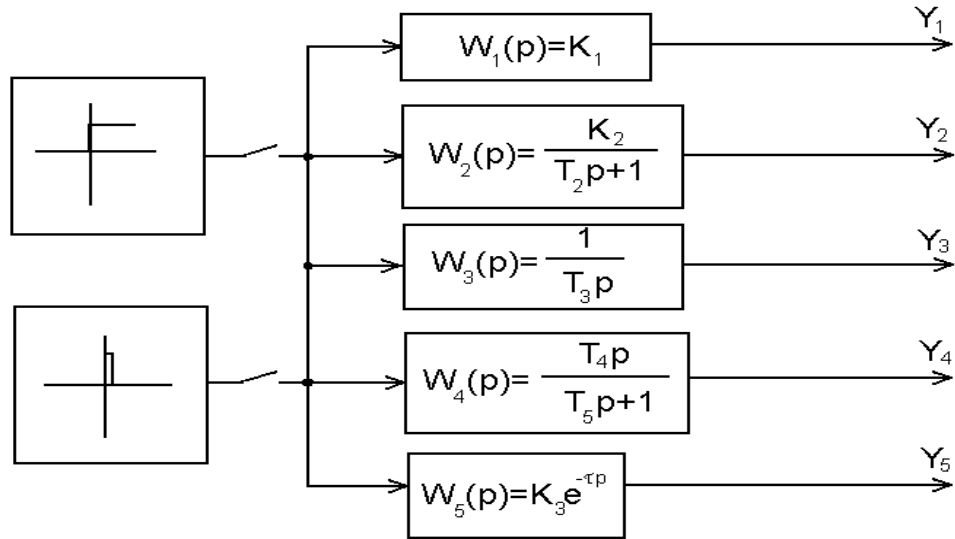 W₁(p)=K₁
Y₁
W₂(p)= K₂ / T₂p+1
Y₂
W₃(p)= 1 / T₃p
Y₃
W₄(p)= T₄p / T₅p+1
Y₄
W₅(p)=K₃e^-τp
Y₅